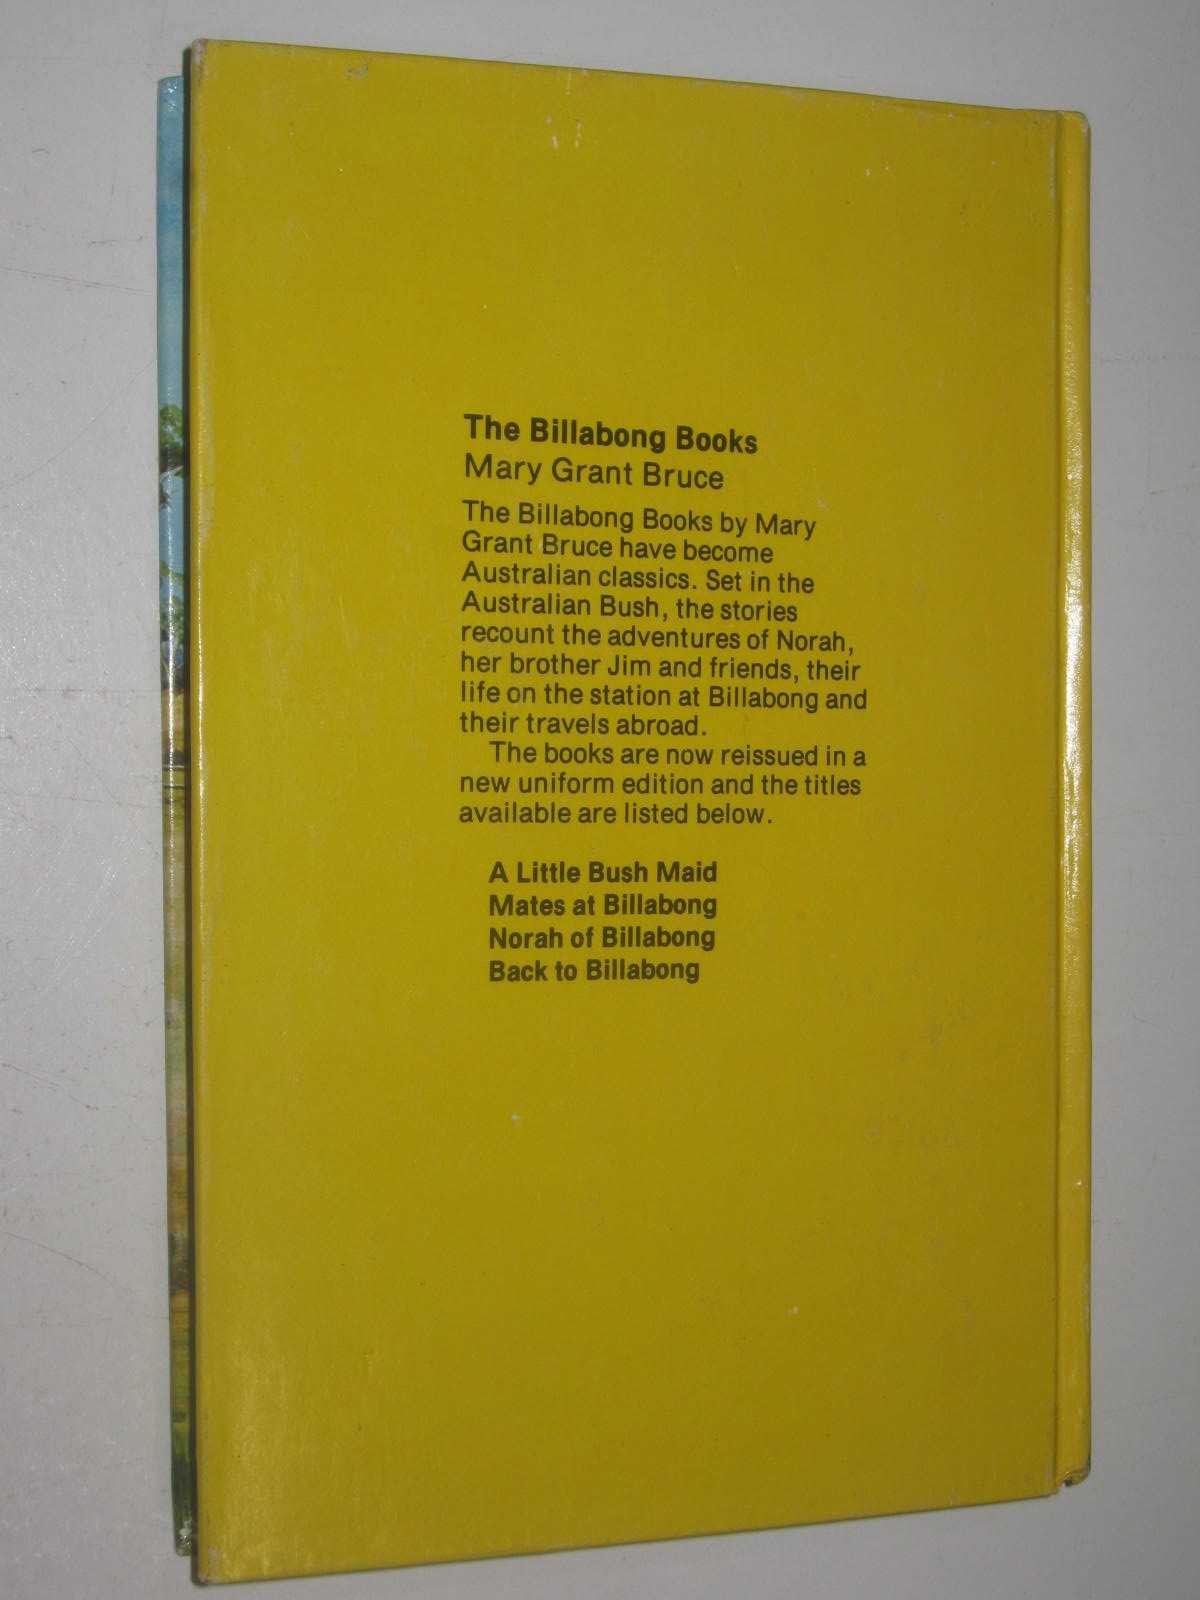 The Billabong Books
Mary Grant Bruce
The Billabong Books by Mary
Grant Bruce have become
Australian classics. Set in the
Australian Bush, the stories
recount the adventures of Norah,
her brother Jim and friends, their
life on the station at Billabong and
their travels abroad.
The books are now reissued in a
new uniform edition and the titles
available are listed below.
A Little Bush Maid
Mates at Billabong
Norah of Billabong
Back to Billabong